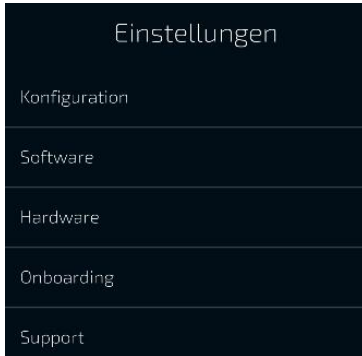 Einstellungen
Konfiguration
Software
Hardware
Onboarding
Support